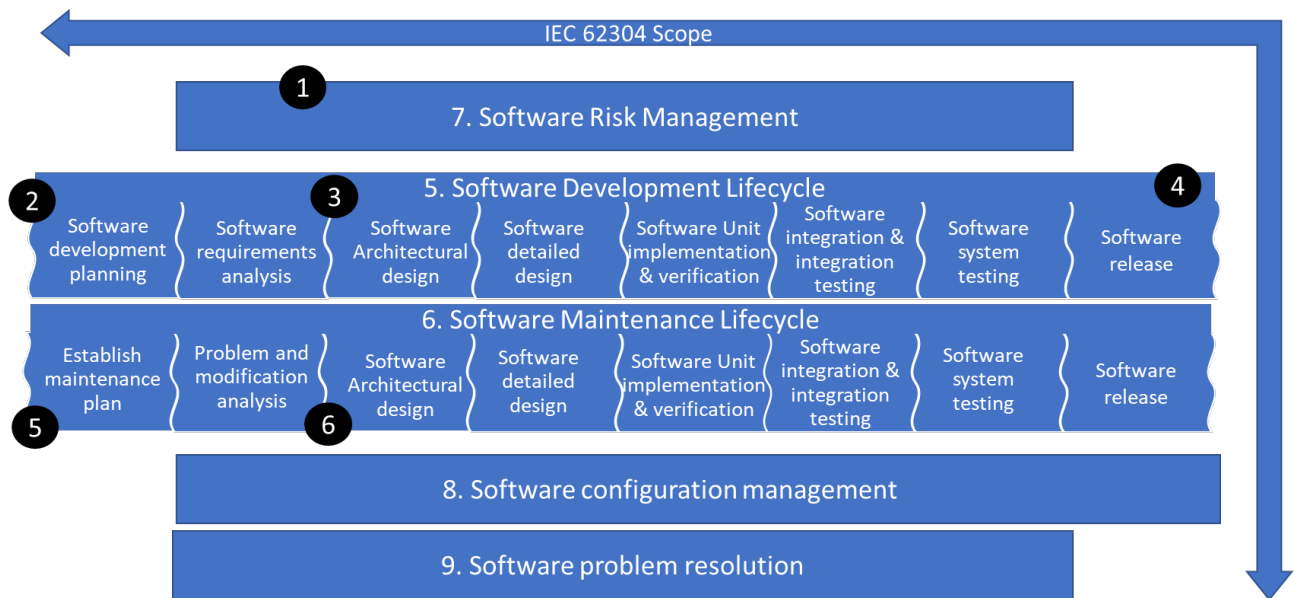 IEC 62304 Scope
1
7. Software Risk Management
2
3
4
5. Software Development Lifecycle
Software
development
planning
Software
requirements
analysis
Software
Architectural
design
Software
detailed
design
Software Unit
implementation
& verification
Software
integration &
integration
testing
Software
system
testing
Software
release
6. Software Maintenance Lifecycle
Establish
maintenance
plan
Problem and
modification
analysis
Software
Architectural
design
Software
detailed
design
Software Unit
implementation
& verification
Software
integration &
integration
testing
Software
system
testing
Software
release
5
6
8. Software configuration management
9. Software problem resolution